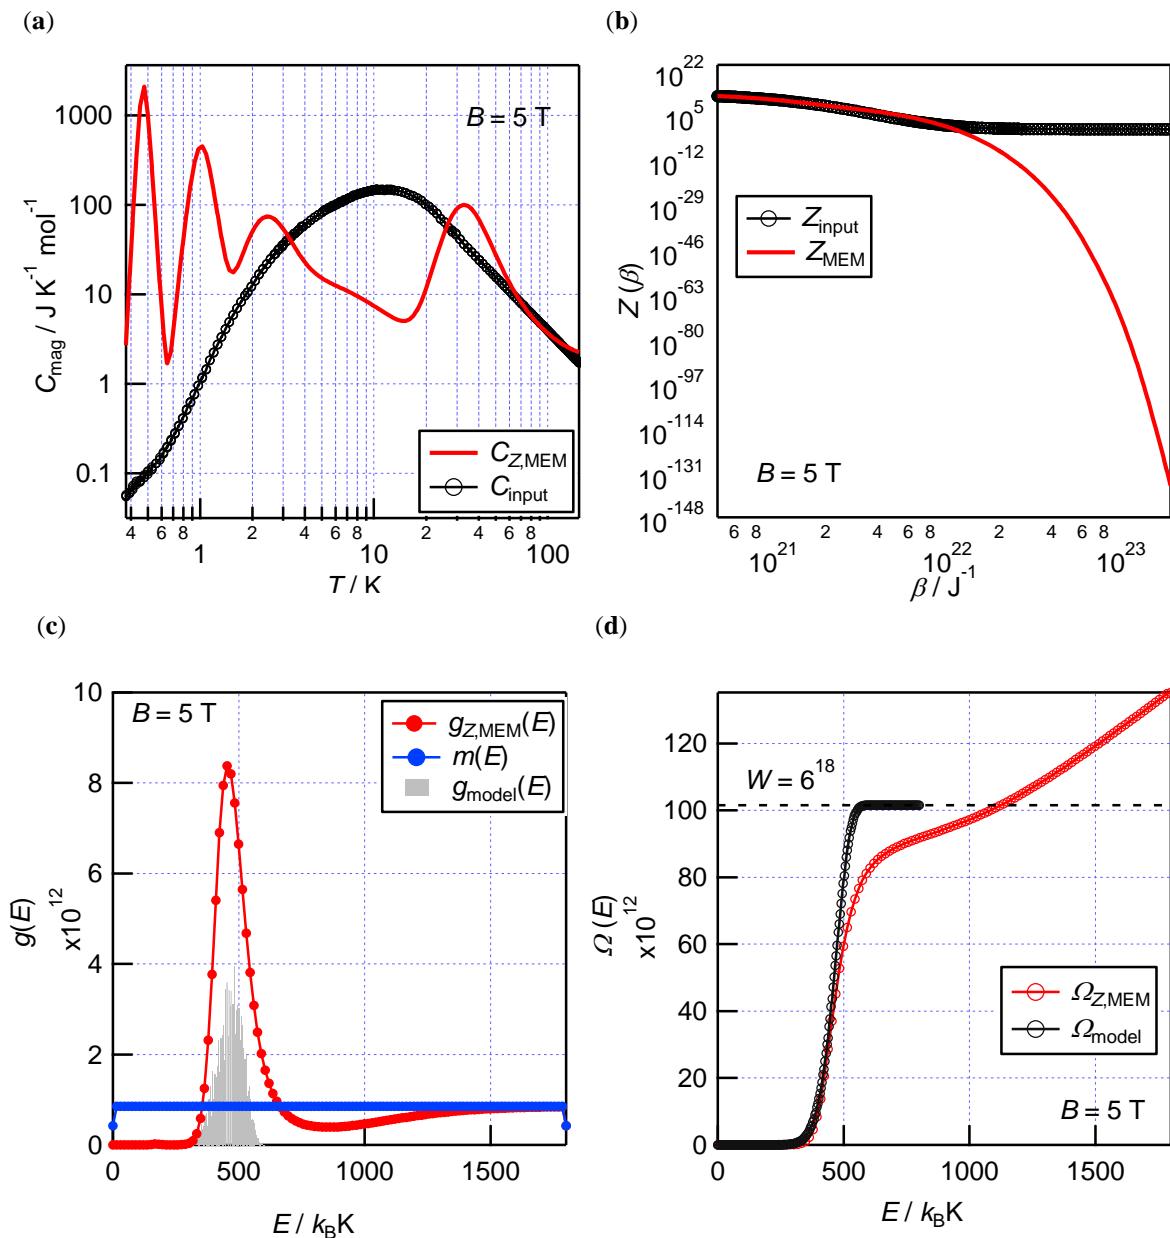 (a)
1000
100
10
1
0.1
C_mag / J K^-1 mol^-1
B = 5 T
C_Z,MEM
C_input
4 6 8 2 4 6 8 2 4 6 8
1 10 100
T / K
(b)
10^22
10^5
10^-12
10^-29
10^-46
10^-63
10^-80
10^-97
10^-114
10^-131
10^-148
Z (β)
Z_input
Z_MEM
B = 5 T
6 8 2 4 6 8 2 4 6 8
10^21 10^22 10^23
β / J^-1
(c)
10
8
6
4
2
0
g(E)
x10^12
B = 5 T
g_Z,MEM(E)
m(E)
g_model(E)
0 500 1000 1500
E / k_BK
(d)
120
100
80
60
40
20
0
Ω (E)
x10^12
W = 6^18
Ω_Z,MEM
Ω_model
B = 5 T
0 500 1000 1500
E / k_BK